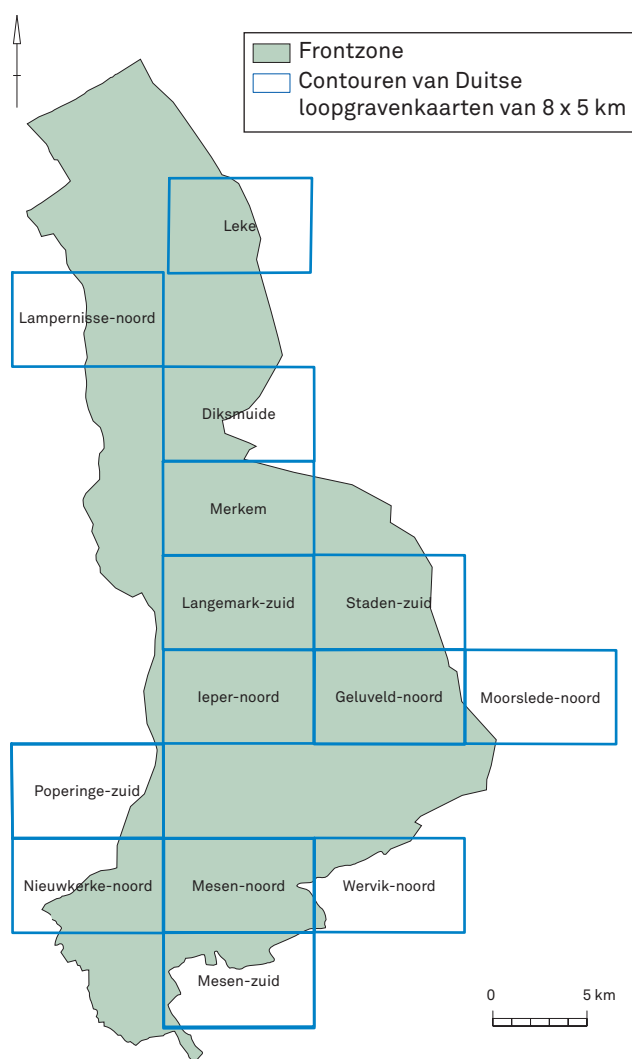 Frontzone
Contouren van Duitse
loopgravenkaarten van 8 x 5 km
Leke
Lampernisse-noord
Diksmuide
Merkem
Langemark-zuid
Staden-zuid
Ieper-noord
Geluveld-noord
Moorslede-noord
Poperinge-zuid
Nieuwkerke-noord
Mesen-noord
Wervik-noord
Mesen-zuid
0
5 km